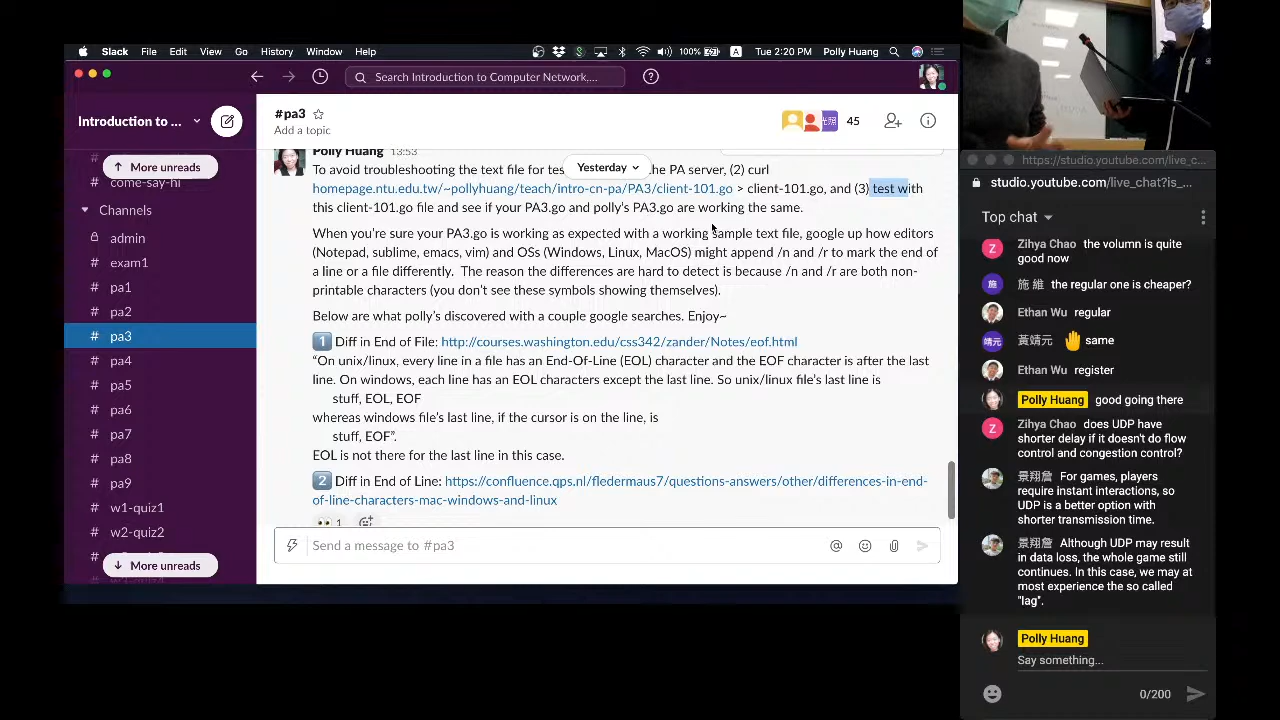 Slack File Edit View Go History Window Help 100% A Tue 2:20 PM Polly Huang
Search Introduction to Computer Network....
Introduction to ...
More unreads
come-say-hi
Channels
admin
# exam1
# pa1
# pa2
# pa3
# pa4
# pa5
# pa6
# pa7
# pa8
# pa9
# w1-quiz1
# w2-quiz2
More unreads
#pa3
Add a topic
45
Yesterday
Polly Huang 13:53
To avoid troubleshooting the text file for tes the PA server, (2) curl
homepage.ntu.edu.tw/~pollyhuang/teach/intro-cn-pa/PA3/client-101.go > client-101.go, and (3) test with
this client-101.go file and see if your PA3.go and polly's PA3.go are working the same.
When you're sure your PA3.go is working as expected with a working sample text file, google up how editors
(Notepad, sublime, emacs, vim) and OSs (Windows, Linux, MacOS) might append /n and /r to mark the end of
a line or a file differently. The reason the differences are hard to detect is because /n and /r are both non-
printable characters (you don't see these symbols showing themselves).
Below are what polly's discovered with a couple google searches. Enjoy~
1 Diff in End of File: http://courses.washington.edu/css342/zander/Notes/eof.html
“On unix/linux, every line in a file has an End-Of-Line (EOL) character and the EOF character is after the last
line. On windows, each line has an EOL characters except the last line. So unix/linux file's last line is
stuff, EOL, EOF
whereas windows file's last line, if the cursor is on the line, is
stuff, EOF”.
EOL is not there for the last line in this case.
2 Diff in End of Line: https://confluence.qps.nl/fledermaus7/questions-answers/other/differences-in-end-
of-line-characters-mac-windows-and-linux
1
Send a message to #pa3
https://studio.youtube.com/live_c...
studio.youtube.com/live_chat?is_...
Top chat
Zihya Chao the volumn is quite
good now
施 維 the regular one is cheaper?
Ethan Wu regular
黃靖元 same
Ethan Wu register
Polly Huang good going there
Zihya Chao does UDP have
shorter delay if it doesn't do flow
control and congestion control?
景翔詹 For games, players
require instant interactions, so
UDP is a better option with
shorter transmission time.
景翔詹 Although UDP may result
in data loss, the whole game still
continues. In this case, we may at
most experience the so called
"lag".
Polly Huang
Say something...
0/200